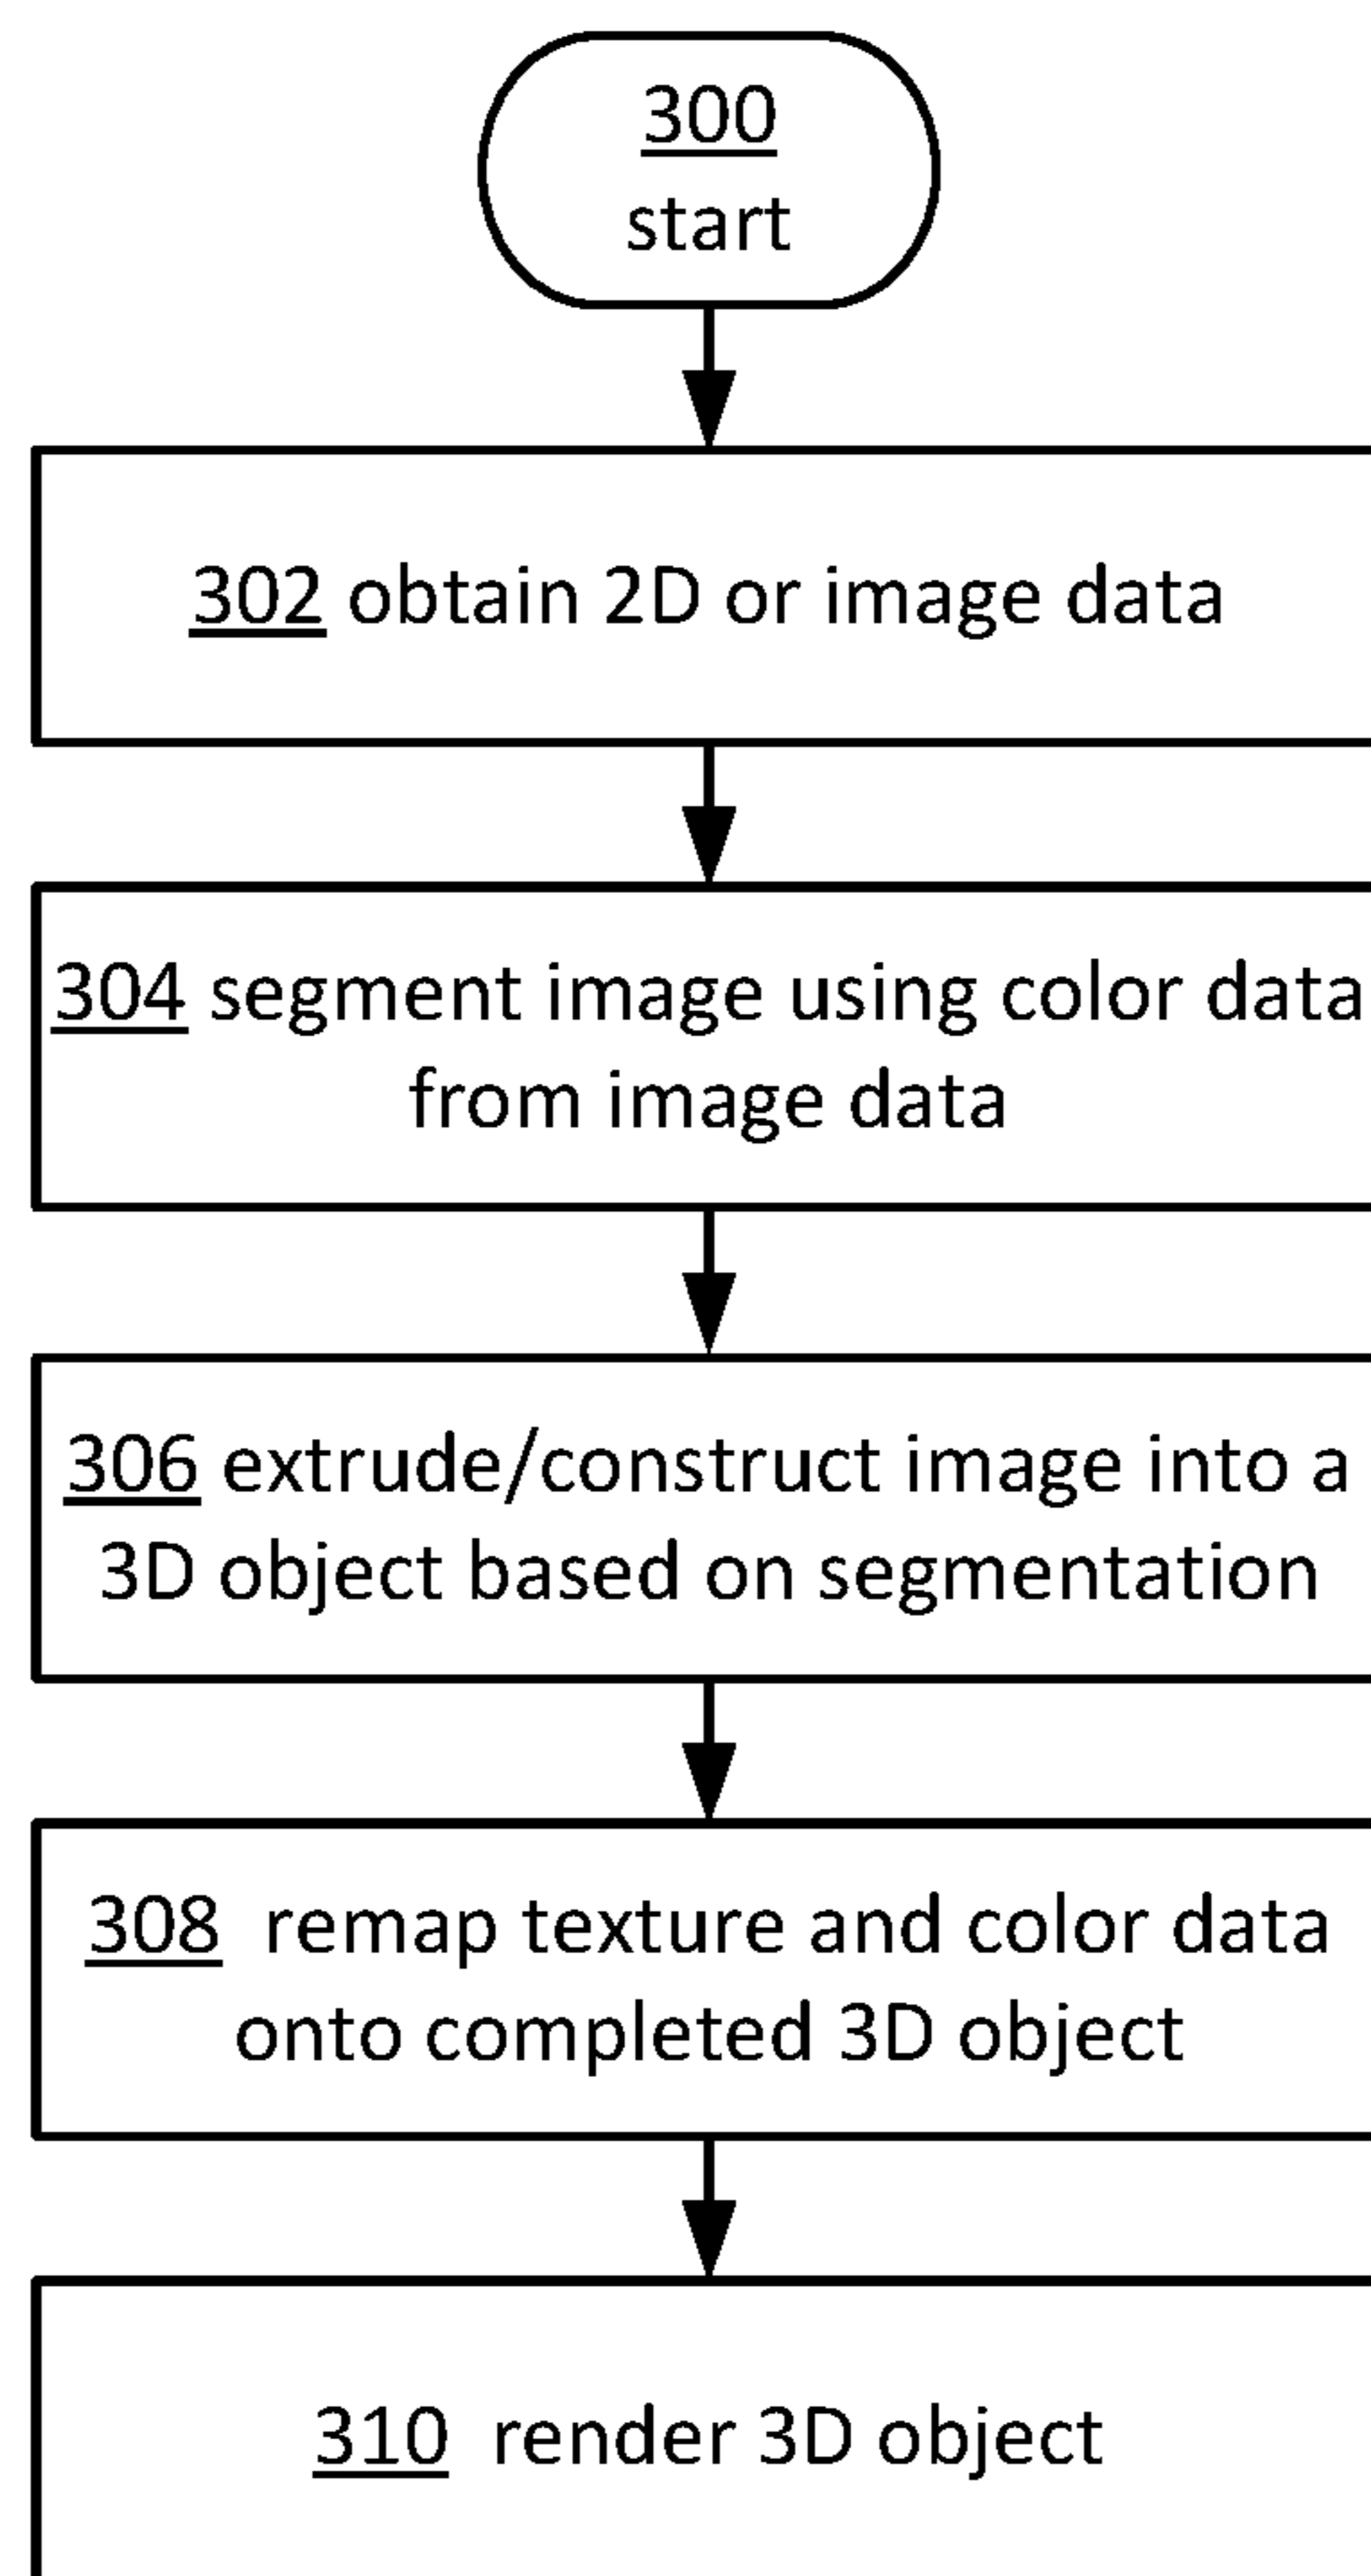 300
start
302 obtain 2D or image data
304 segment image using color data
from image data
306 extrude/construct image into a
3D object based on segmentation
308 remap texture and color data
onto completed 3D object
310 render 3D object